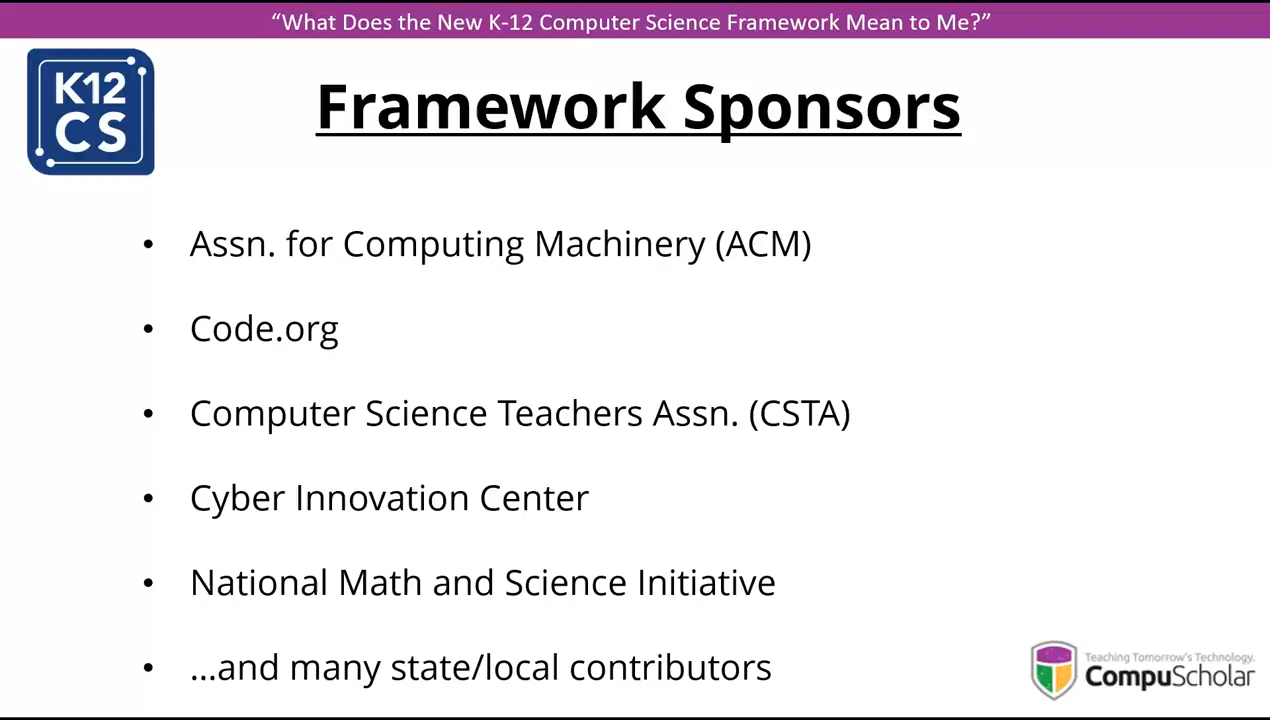 “What Does the New K-12 Computer Science Framework Mean to Me?”
K12
CS
Framework Sponsors
• Assn. for Computing Machinery (ACM)
• Code.org
• Computer Science Teachers Assn. (CSTA)
• Cyber Innovation Center
• National Math and Science Initiative
• ...and many state/local contributors
Teaching Tomorrow's Technology.
CompuScholar